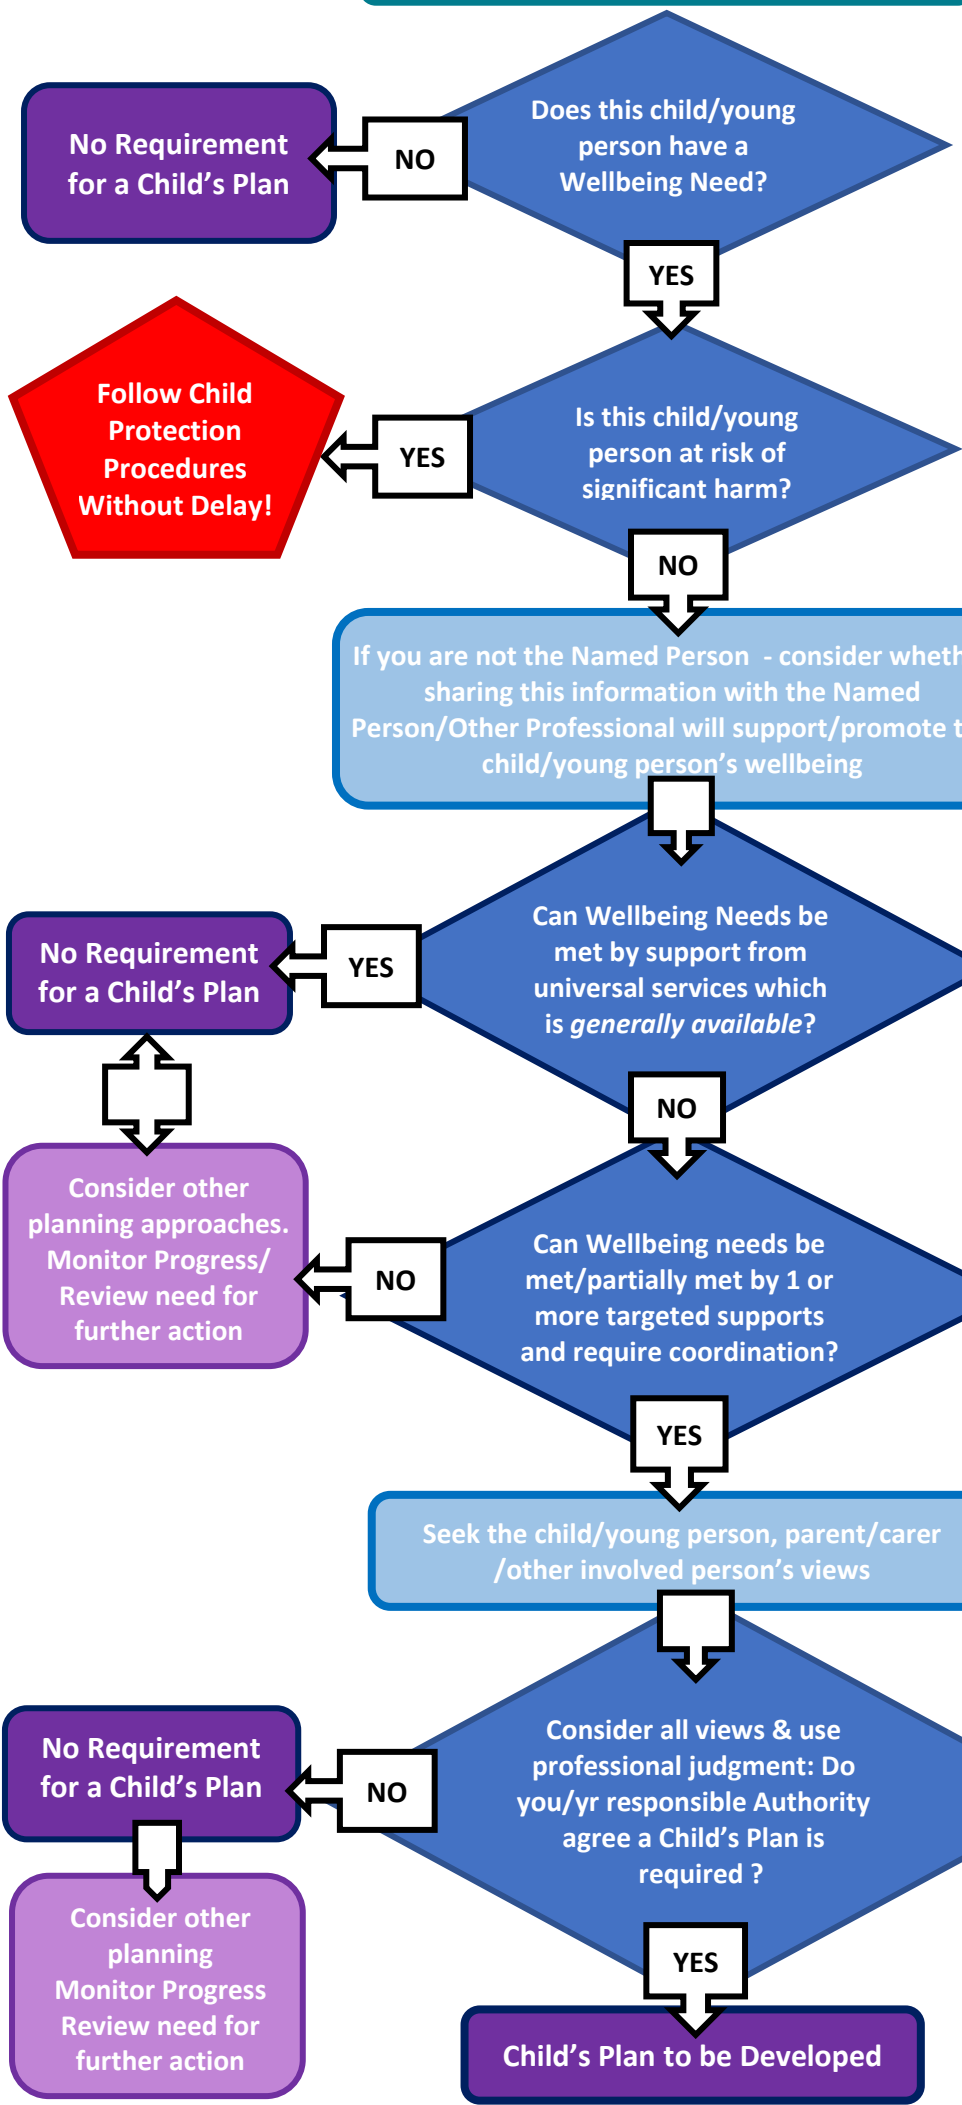 Does this child/young
person have a
Wellbeing Need?
No Requirement
for a Child's Plan
NO
YES
Is this child/young
person at risk of
significant harm?
YES
Follow Child
Protection
Procedures
Without Delay!
NO
If you are not the Named Person - consider wheth
sharing this information with the Named
Person/Other Professional will support/promote t
child/young person's wellbeing
Can Wellbeing Needs be
met by support from
universal services which
is generally available?
YES
No Requirement
for a Child's Plan
NO
Can Wellbeing needs be
met/partially met by 1 or
more targeted supports
and require coordination?
NO
Consider other
planning approaches.
Monitor Progress/
Review need for
further action
YES
Seek the child/young person, parent/carer
/other involved person's views
Consider all views & use
professional judgment: Do
you/yr responsible Authority
agree a Child's Plan is
required ?
NO
No Requirement
for a Child's Plan
Consider other
planning
Monitor Progress
Review need for
further action
YES
Child's Plan to be Developed